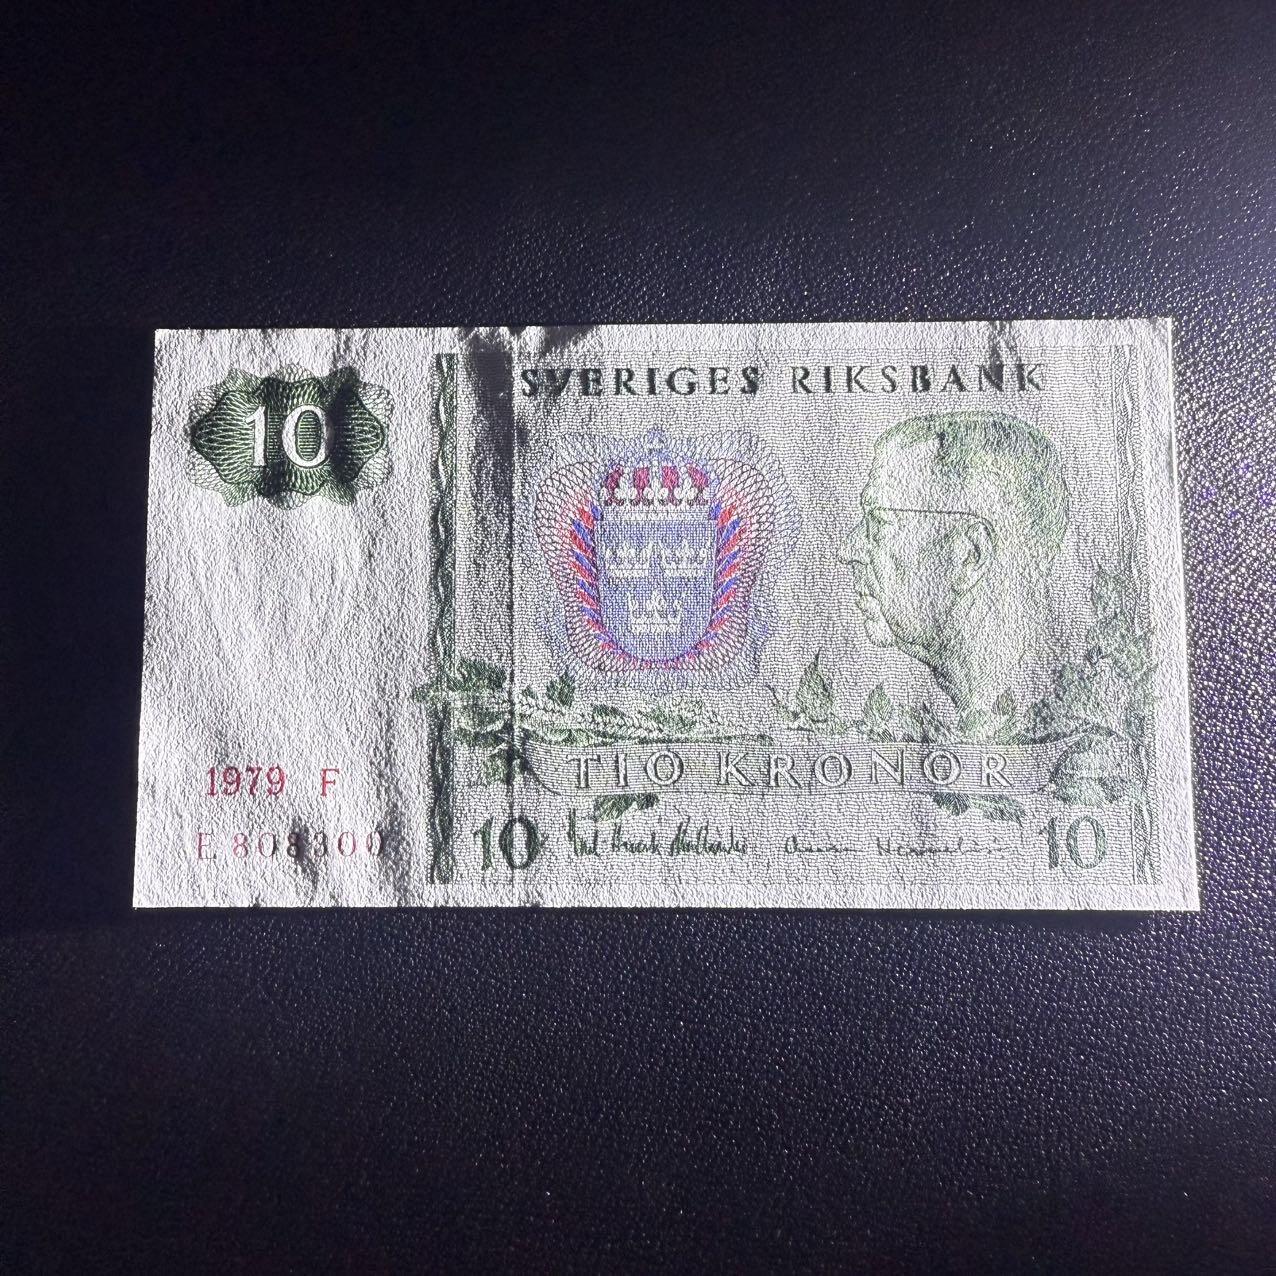 SVERIGES RIKSBANK
10
TIO KRONOR
1979 F
E 808300
10
10